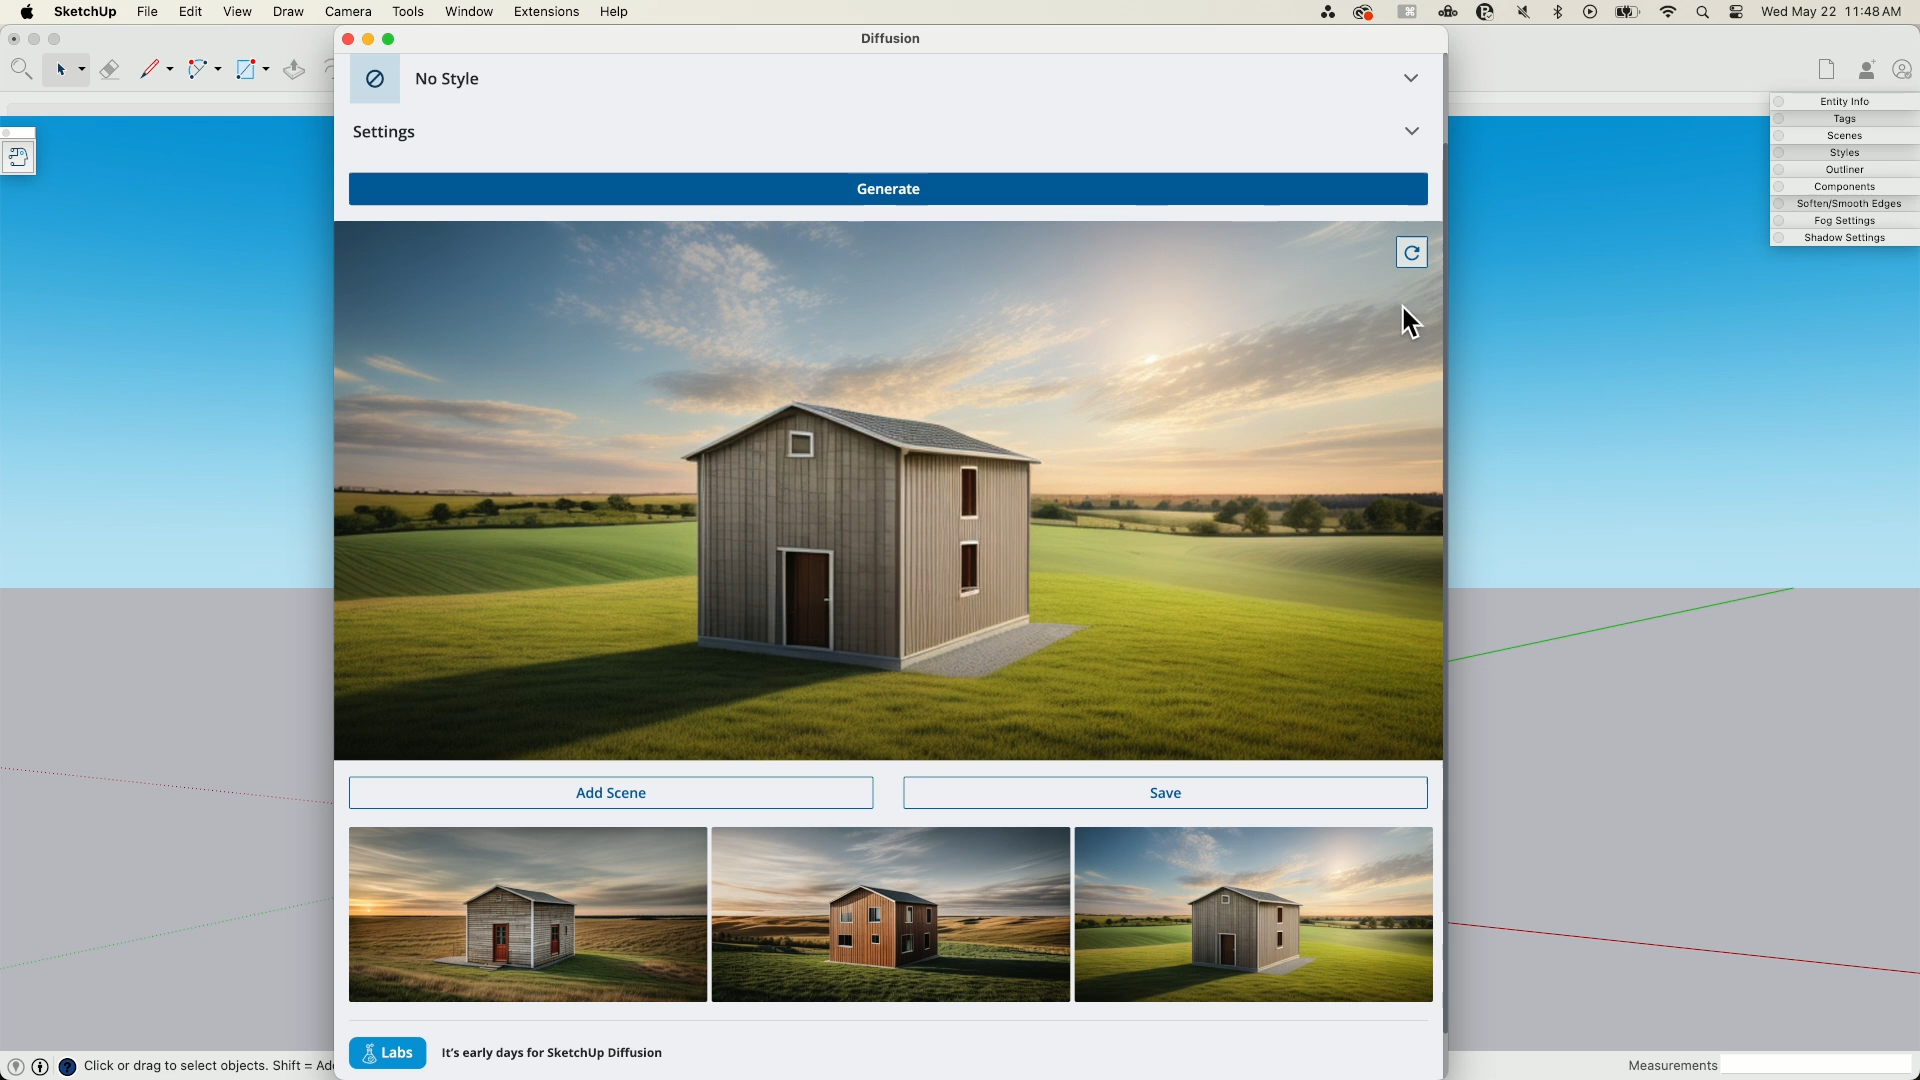 SketchUp File Edit View Draw Camera Tools Window Extensions Help Wed May 22 11:48 AM
Diffusion
No Style
Settings
Generate
Entity Info
Tags
Scenes
Styles
Outliner
Components
Soften/Smooth Edges
Fog Settings
Shadow Settings
Add Scene Save
Labs It's early days for SketchUp Diffusion
Click or drag to select objects. Shift = Ad
Measurements